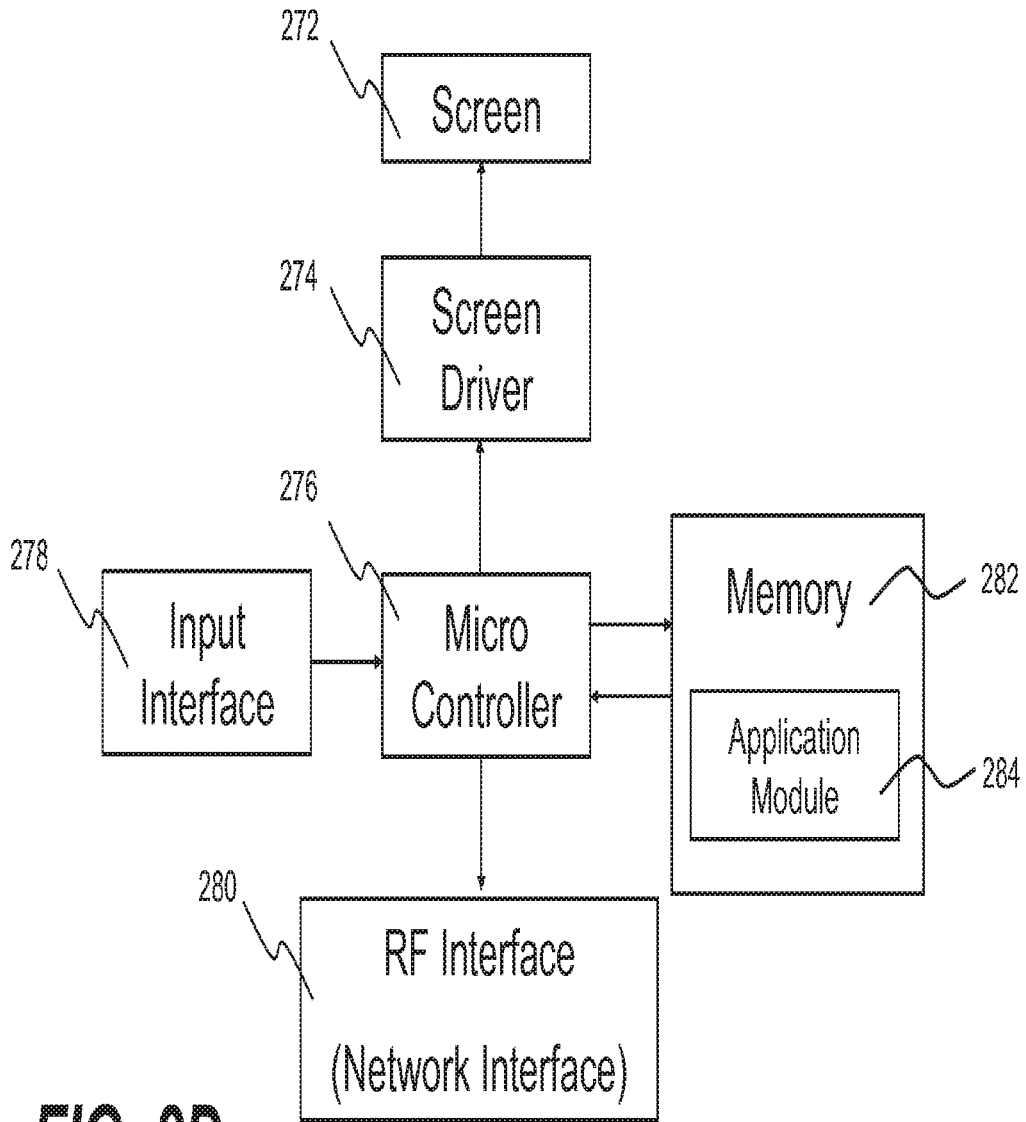 272
Screen
274
Screen
Driver
276
278
Input
Interface
Micro
Controller
Memory
282
Application
Module
284
280
RF Interface
(Network Interface)